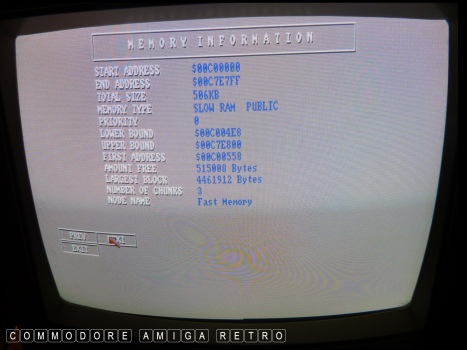 MEMORY INFORMATION
START ADDRESS $00C00000
END ADDRESS $00C7E7FF
TOTAL SIZE 506KB
MEMORY TYPE SLOW RAM PUBLIC
PRIORITY 0
LOWER BOUND $00C004E8
UPPER BOUND $00C7E800
FIRST ADDRESS $00C00558
AMOUNT FREE 515008 Bytes
LARGEST BLOCK 4461912 Bytes
NUMBER OF CHUNKS 3
NODE NAME Fast Memory
PREV
EXIT
COMMODORE AMIGA RETRO